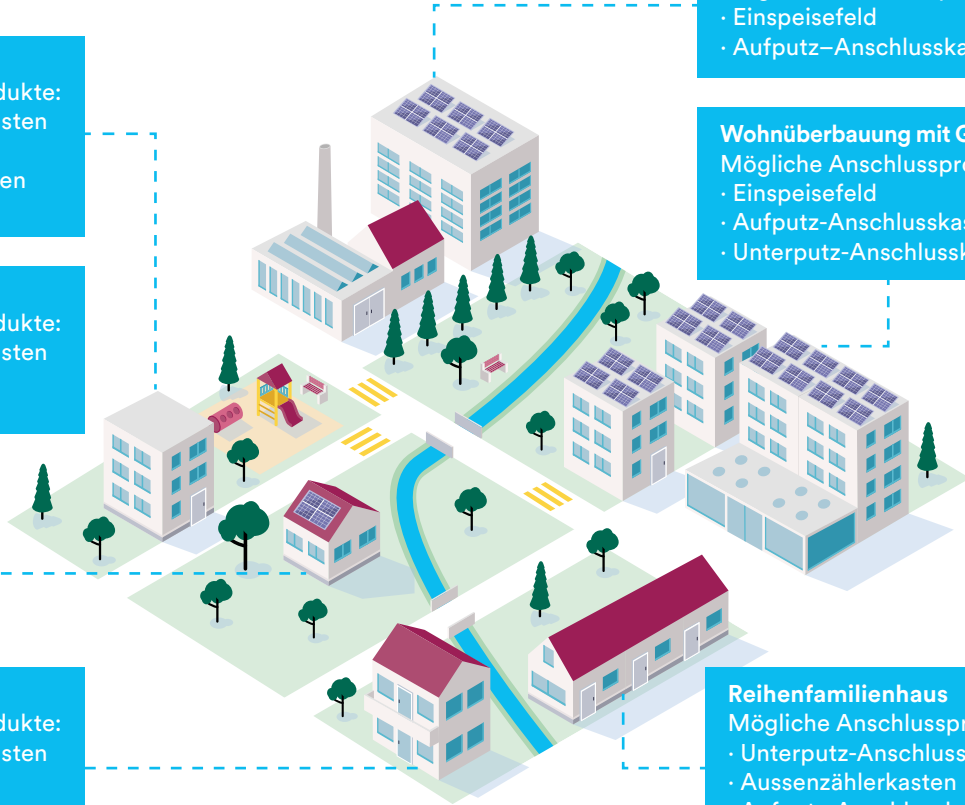 · Einspeisefeld
· Aufputz–Anschlusska
dukte:
sten
en
Wohnüberbauung mit G
Mögliche Anschlusspro
· Einspeisefeld
· Aufputz-Anschlusskas
· Unterputz-Anschlussk
dukte:
sten
dukte:
sten
Reihenfamilienhaus
Mögliche Anschlusspr
· Unterputz-Anschluss
· Aussenzählerkasten